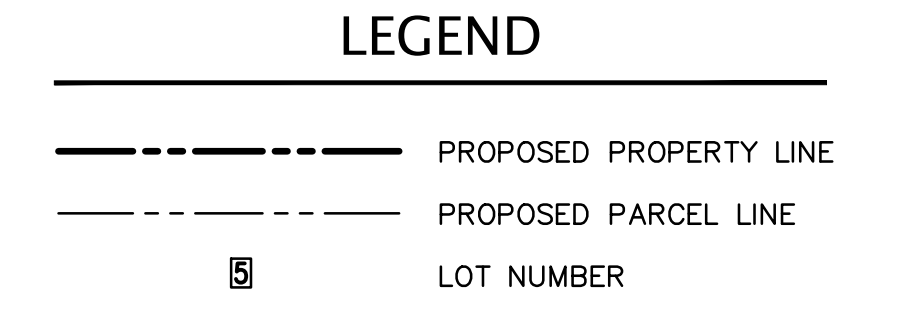 LEGEND
PROPOSED PROPERTY LINE
PROPOSED PARCEL LINE
5 LOT NUMBER